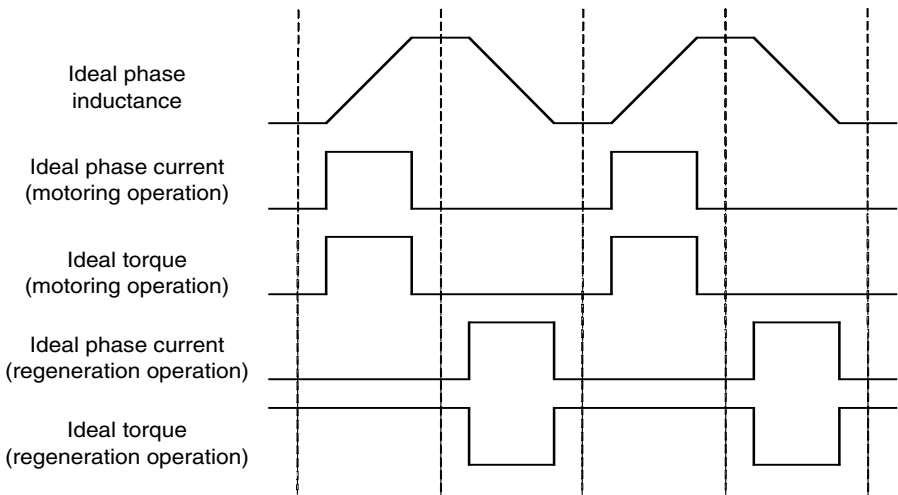 Ideal phase
inductance
Ideal phase current
(motoring operation)
Ideal torque
(motoring operation)
Ideal phase current
(regeneration operation)
Ideal torque
(regeneration operation)